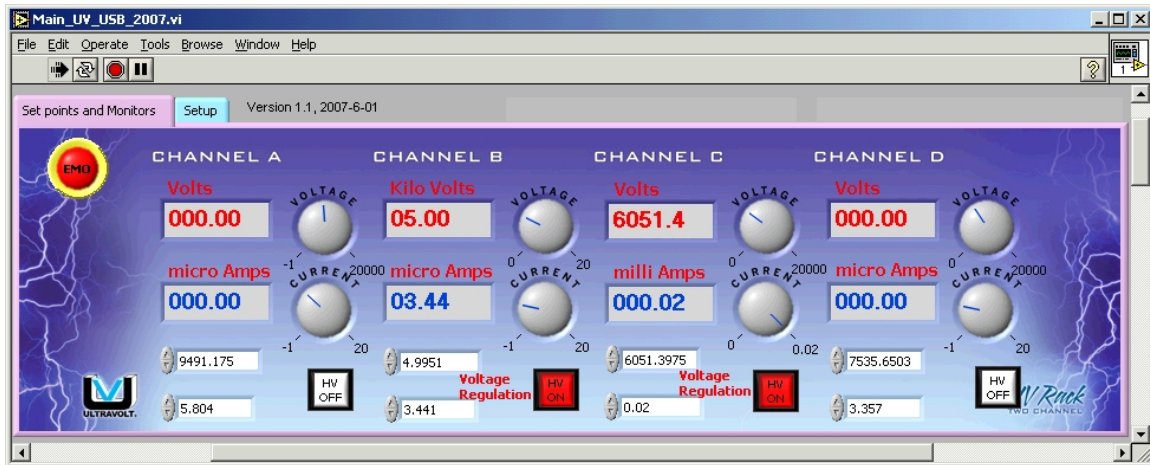 Main_UV_USB_2007.vi
File Edit Operate Tools Browse Window Help
1
Set points and Monitors Setup Version 1.1, 2007-6-01
EMO
CHANNEL A CHANNEL B CHANNEL C CHANNEL D
Volts VOLTAGE Kilo Volts VOLTAGE Volts VOLTAGE Volts VOLTAGE
000.00 05.00 6051.4 000.00
-1 20000 0 20 0 20000 0 20000
micro Amps CURRENT micro Amps CURRENT milli Amps CURRENT micro Amps CURRENT
000.00 03.44 000.02 000.00
-1 20 -1 20 0 0.02 -1 20
9491.175 4.9951 6051.3975 7535.6503
HV OFF Voltage Regulation HV ON Voltage Regulation HV ON HV OFF
5.804 3.441 0.02 3.357
ULTRAVOLT.
Rack
TWO CHANNEL